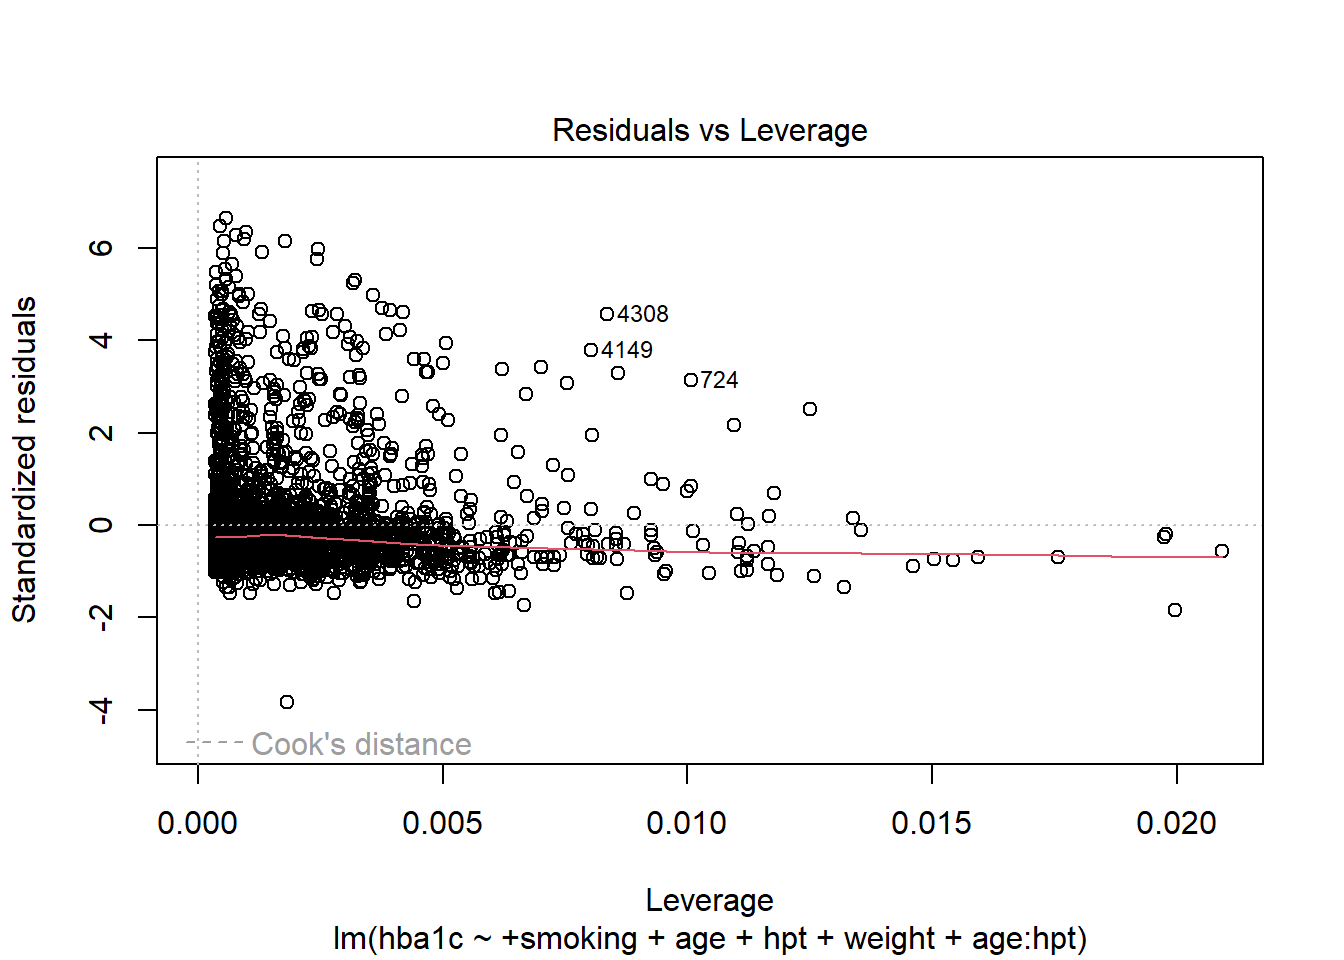 Residuals vs Leverage
Standardized residuals
6
4
2
0
-2
-4
4308
4149
724
Cook's distance
0.000 0.005 0.010 0.015 0.020
Leverage
lm(hba1c ~ +smoking + age + hpt + weight + age:hpt)